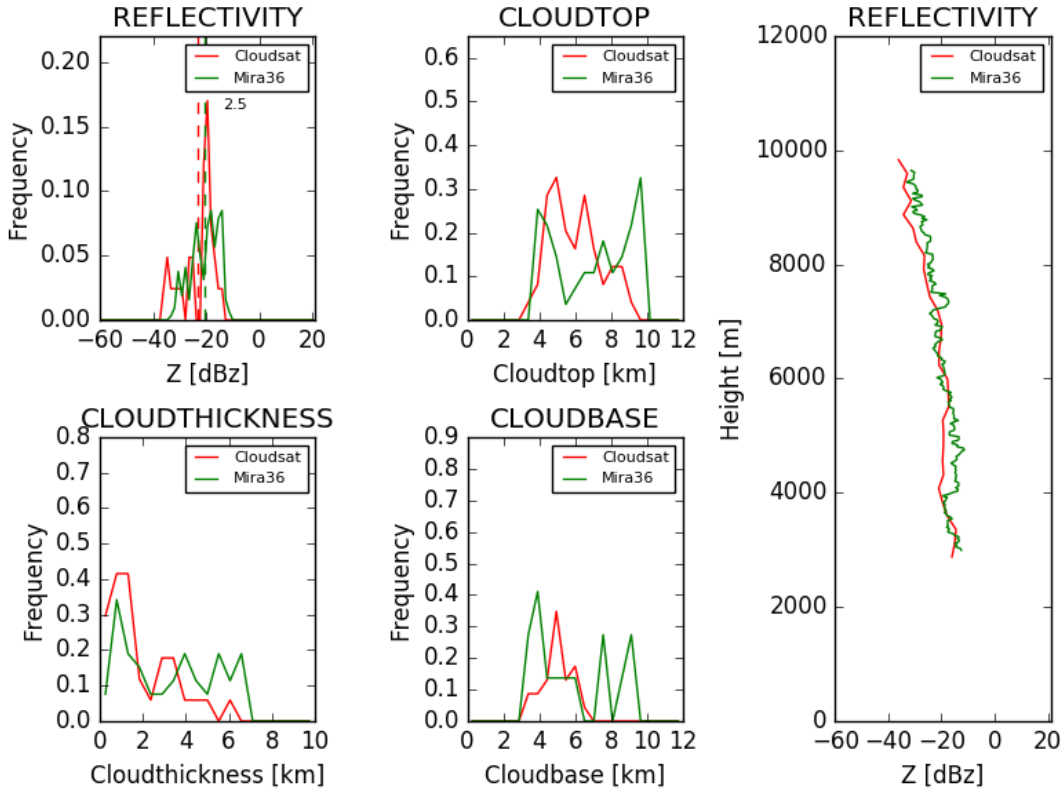 REFLECTIVITY
0.20
0.15
0.10
0.05
0.00
Frequency
Cloudsat
Mira36
2.5
−60 −40 −20 0 20
Z [dBz]
CLOUDTOP
0.6
0.5
0.4
0.3
0.2
0.1
0.0
Frequency
Cloudsat
Mira36
0 2 4 6 8 10 12
Cloudtop [km]
REFLECTIVITY
12000
10000
8000
6000
4000
2000
0
Height [m]
Cloudsat
Mira36
−60 −40 −20 0 20
Z [dBz]
CLOUDTHICKNESS
0.8
0.7
0.6
0.5
0.4
0.3
0.2
0.1
0.0
Frequency
Cloudsat
Mira36
0 2 4 6 8 10
Cloudthickness [km]
CLOUDBASE
0.9
0.8
0.7
0.6
0.5
0.4
0.3
0.2
0.1
0.0
Frequency
Cloudsat
Mira36
0 2 4 6 8 10 12
Cloudbase [km]